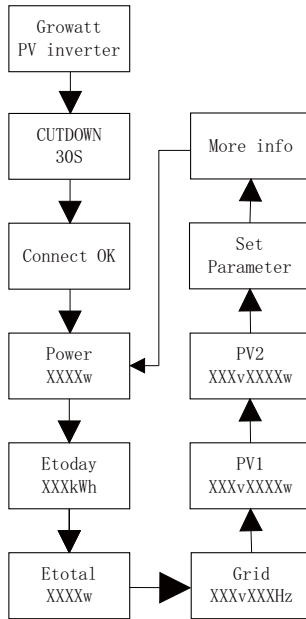 Growatt
PV inverter
CUTDOWN
30S
Connect OK
Power
XXXXw
Etoday
XXXkWh
Etotal
XXXXw
Grid
XXXvXXXHz
PV1
XXXvXXXXw
PV2
XXXvXXXXw
Set
Parameter
More info